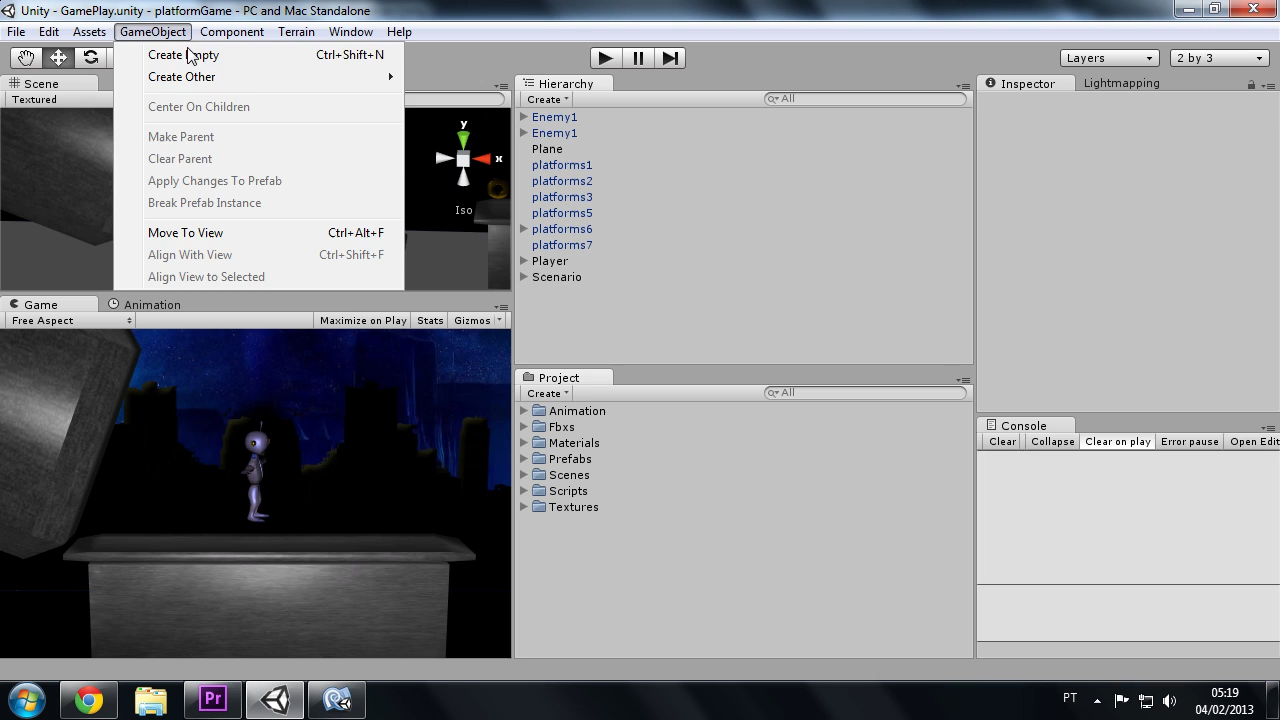 Unity - GamePlay.unity - platformGame - PC and Mac Standalone
File Edit Assets GameObject Component Terrain Window Help
Create Empty Ctrl+Shift+N
Create Other
Center On Children
Make Parent
Clear Parent
Apply Changes To Prefab
Break Prefab Instance
Move To View Ctrl+Alt+F
Align With View Ctrl+Shift+F
Align View to Selected
Layers
2 by 3
Scene
Textured
y
x
Iso
Game Animation
Free Aspect Maximize on Play Stats Gizmos
Hierarchy
Create All
Enemy1
Enemy1
Plane
platforms1
platforms2
platforms3
platforms5
platforms6
platforms7
Player
Scenario
Project
Create All
Animation
Fbxs
Materials
Prefabs
Scenes
Scripts
Textures
Inspector Lightmapping
Console
Clear Collapse Clear on play Error pause Open Edit
Pr
PT
05:19
04/02/2013